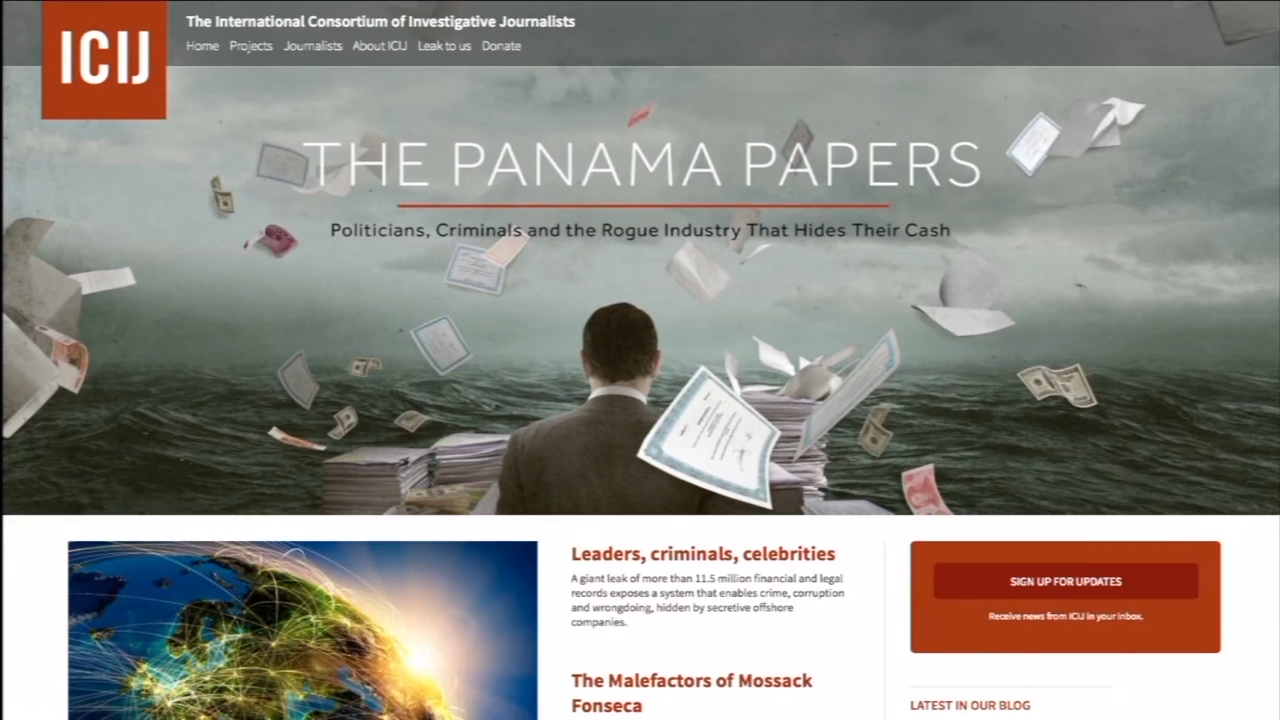 ICIJ
The International Consortium of Investigative Journalists
Home Projects Journalists About ICIJ Leak to us Donate
THE PANAMA PAPERS
Politicians, Criminals and the Rogue Industry That Hides Their Cash
Leaders, criminals, celebrities
A giant leak of more than 11.5 million financial and legal
records exposes a system that enables crime, corruption
and wrongdoing, hidden by secretive offshore
companies.
The Malefactors of Mossack
Fonseca
SIGN UP FOR UPDATES
Receive news from ICIJ in your inbox.
LATEST IN OUR BLOG